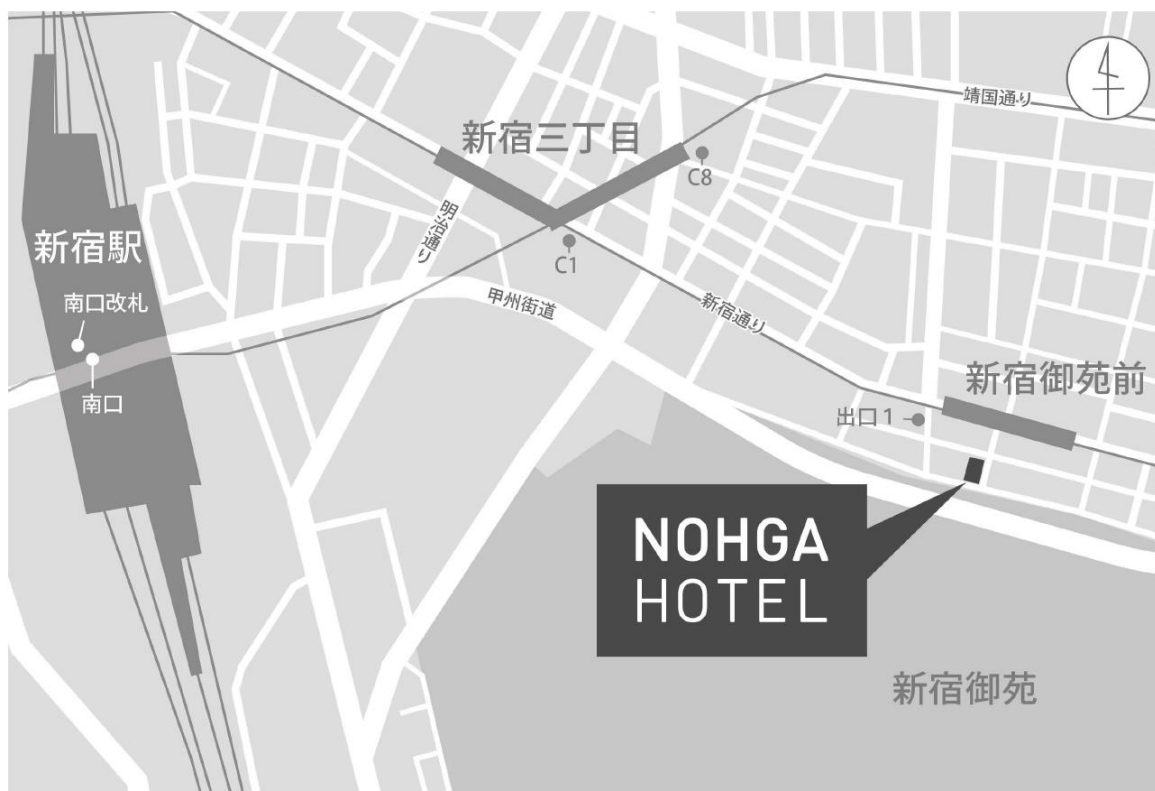 靖国通り
新宿三丁目
C8
明治通り
新宿駅
C1
南口改札
甲州街道
新宿通り
新宿御苑前
南口
出口1
NOHGA
HOTEL
新宿御苑